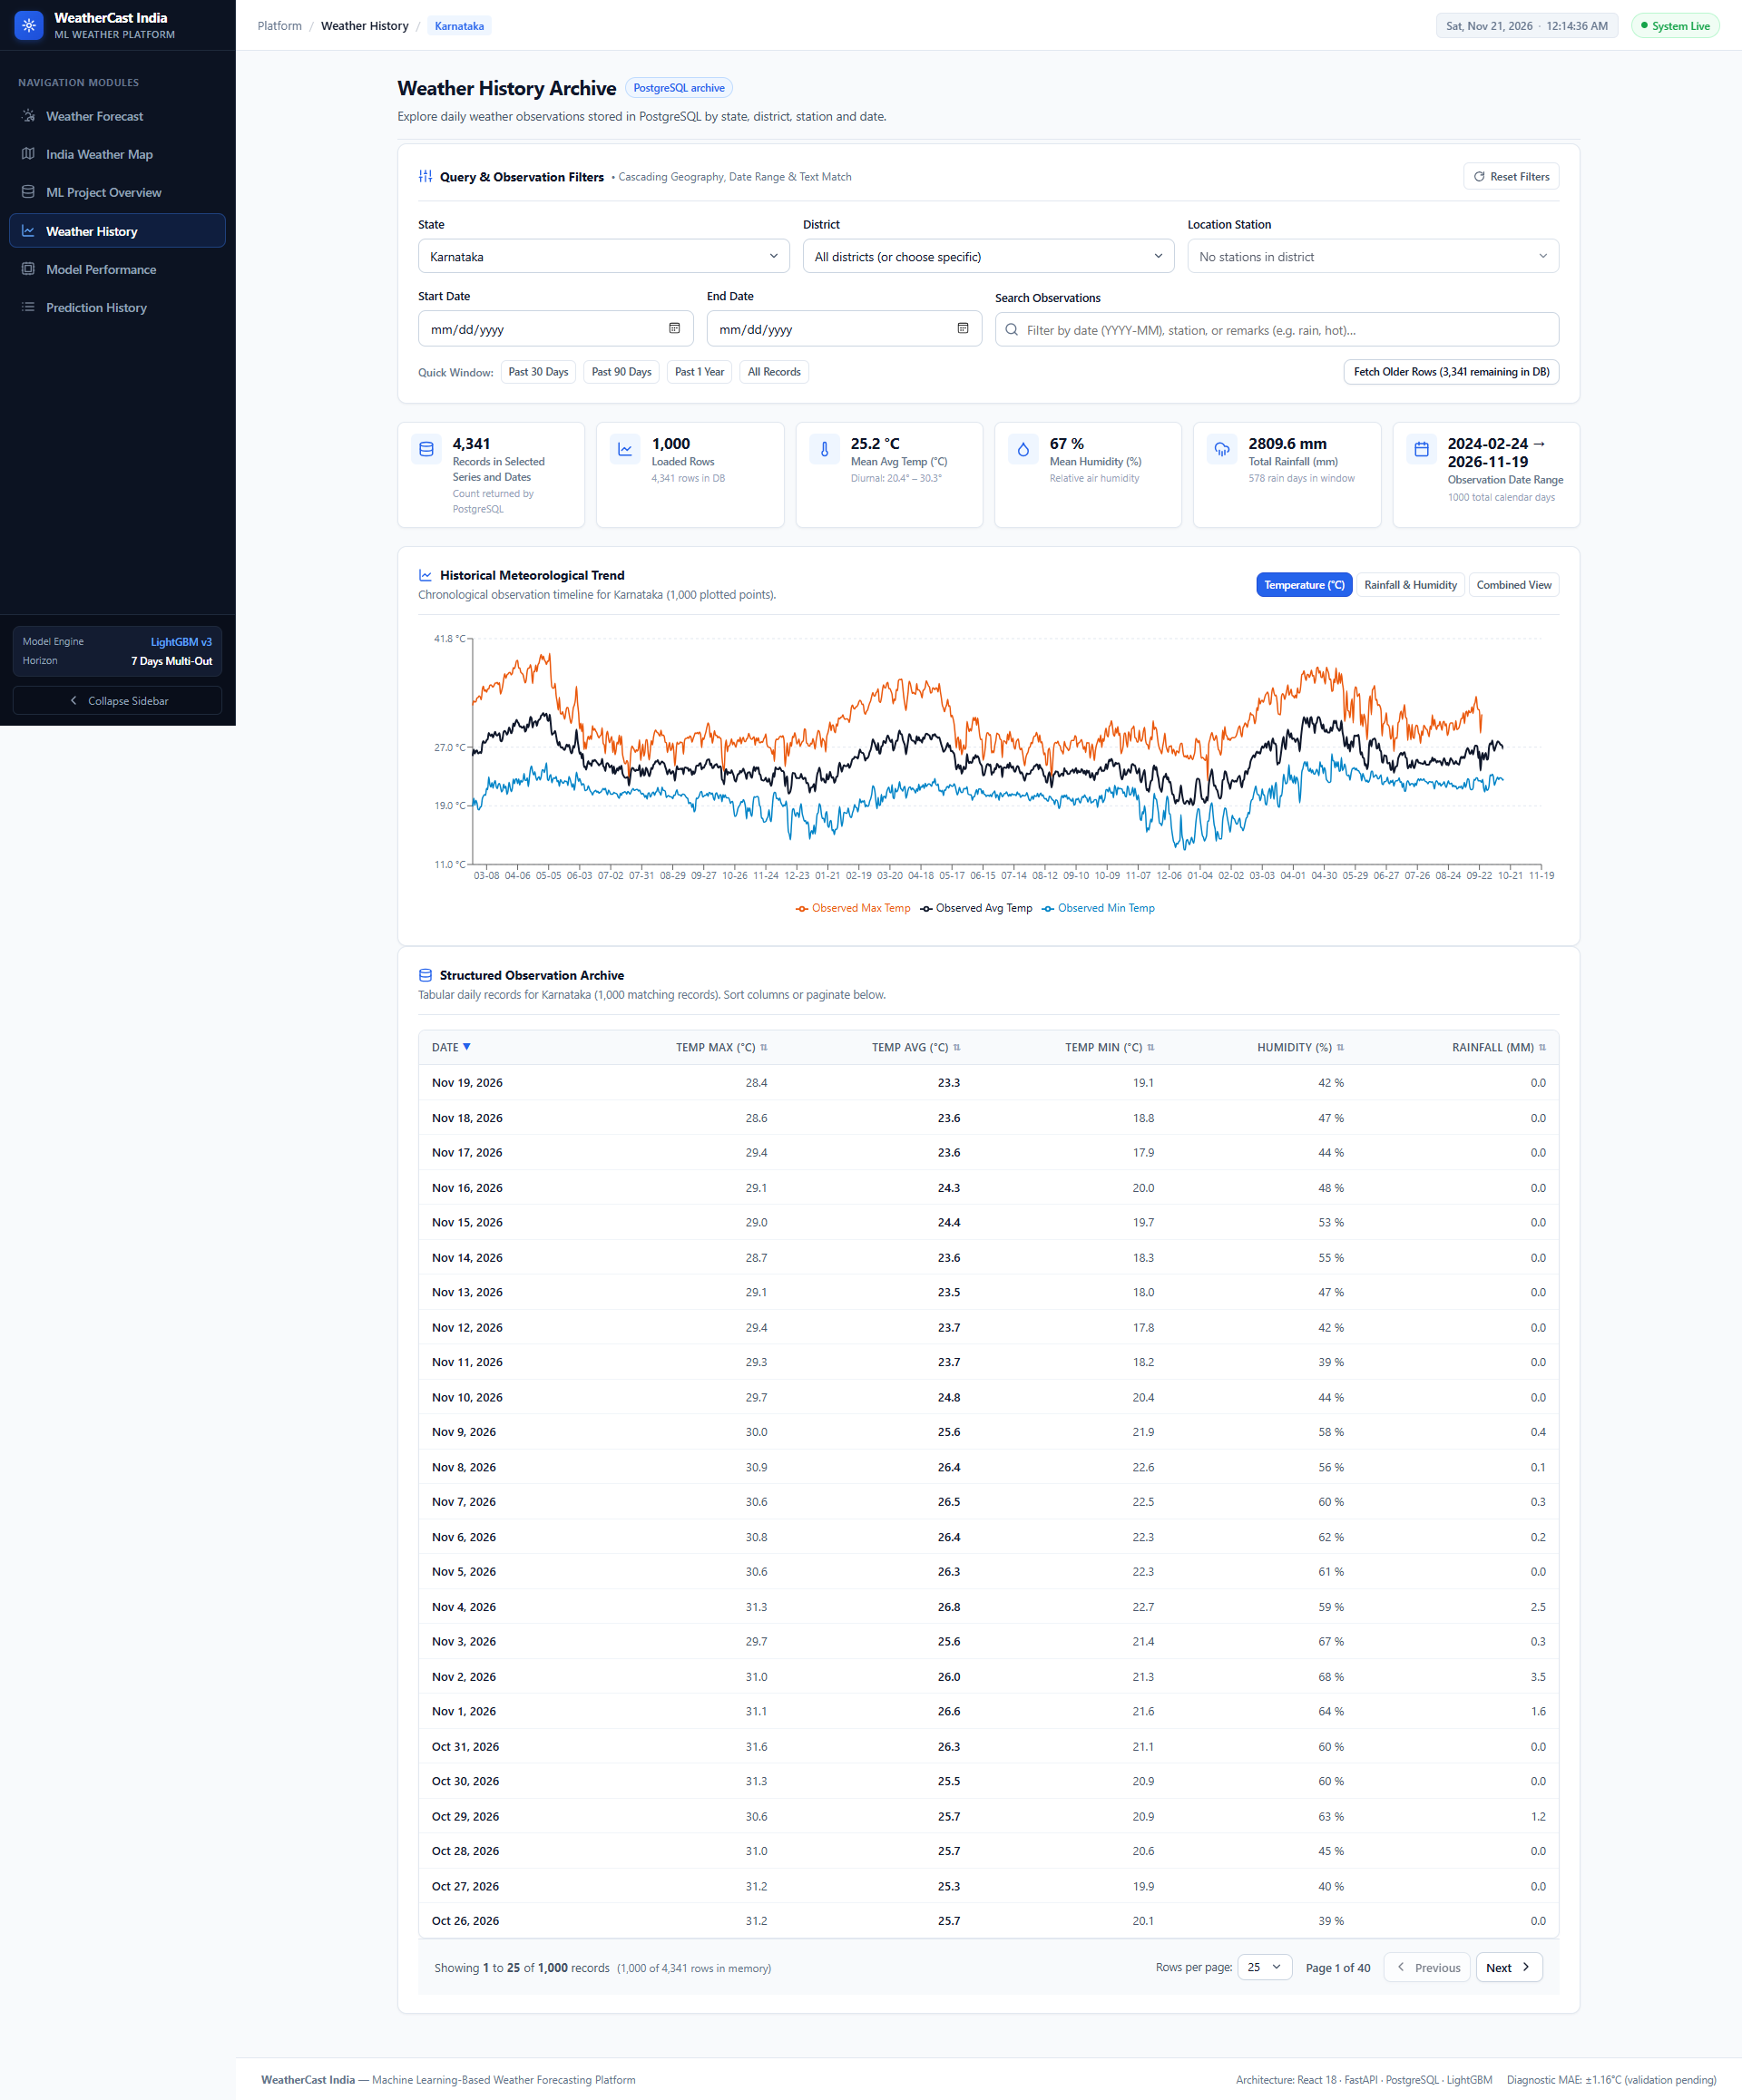 WeatherCast India
ML WEATHER PLATFORM
NAVIGATION MODULES
Weather Forecast
India Weather Map
ML Project Overview
Weather History
Model Performance
Prediction History
Model Engine LightGBM v3
Horizon 7 Days Multi-Out
Collapse Sidebar
Platform / Weather History / Karnataka
Sat, Nov 21, 2026 · 12:14:36 AM
System Live
Weather History Archive PostgreSQL archive
Explore daily weather observations stored in PostgreSQL by state, district, station and date.
Query & Observation Filters • Cascading Geography, Date Range & Text Match
Reset Filters
State District Location Station
Karnataka All districts (or choose specific) No stations in district
Start Date End Date Search Observations
mm/dd/yyyy mm/dd/yyyy Filter by date (YYYY-MM), station, or remarks (e.g. rain, hot)...
Quick Window: Past 30 Days Past 90 Days Past 1 Year All Records
Fetch Older Rows (3,341 remaining in DB)
4,341
Records in Selected
Series and Dates
Count returned by
PostgreSQL
1,000
Loaded Rows
4,341 rows in DB
25.2 °C
Mean Avg Temp (°C)
Diurnal: 20.4° – 30.3°
67 %
Mean Humidity (%)
Relative air humidity
2809.6 mm
Total Rainfall (mm)
578 rain days in window
2024-02-24 →
2026-11-19
Observation Date Range
1000 total calendar days
Historical Meteorological Trend
Chronological observation timeline for Karnataka (1,000 plotted points).
Temperature (°C) Rainfall & Humidity Combined View
41.8 °C
27.0 °C
19.0 °C
11.0 °C
03-08 04-06 05-05 06-03 07-02 07-31 08-29 09-27 10-26 11-24 12-23 01-21 02-19 03-20 04-18 05-17 06-15 07-14 08-12 09-10 10-09 11-07 12-06 01-04 02-02 03-03 04-01 04-30 05-29 06-27 07-26 08-24 09-22 10-21 11-19
Observed Max Temp Observed Avg Temp Observed Min Temp
Structured Observation Archive
Tabular daily records for Karnataka (1,000 matching records). Sort columns or paginate below.
DATE ▼ TEMP MAX (°C) ⇅ TEMP AVG (°C) ⇅ TEMP MIN (°C) ⇅ HUMIDITY (%) ⇅ RAINFALL (MM) ⇅
Nov 19, 2026 28.4 23.3 19.1 42 % 0.0
Nov 18, 2026 28.6 23.6 18.8 47 % 0.0
Nov 17, 2026 29.4 23.6 17.9 44 % 0.0
Nov 16, 2026 29.1 24.3 20.0 48 % 0.0
Nov 15, 2026 29.0 24.4 19.7 53 % 0.0
Nov 14, 2026 28.7 23.6 18.3 55 % 0.0
Nov 13, 2026 29.1 23.5 18.0 47 % 0.0
Nov 12, 2026 29.4 23.7 17.8 42 % 0.0
Nov 11, 2026 29.3 23.7 18.2 39 % 0.0
Nov 10, 2026 29.7 24.8 20.4 44 % 0.0
Nov 9, 2026 30.0 25.6 21.9 58 % 0.4
Nov 8, 2026 30.9 26.4 22.6 56 % 0.1
Nov 7, 2026 30.6 26.5 22.5 60 % 0.3
Nov 6, 2026 30.8 26.4 22.3 62 % 0.2
Nov 5, 2026 30.6 26.3 22.3 61 % 0.0
Nov 4, 2026 31.3 26.8 22.7 59 % 2.5
Nov 3, 2026 29.7 25.6 21.4 67 % 0.3
Nov 2, 2026 31.0 26.0 21.3 68 % 3.5
Nov 1, 2026 31.1 26.6 21.6 64 % 1.6
Oct 31, 2026 31.6 26.3 21.1 60 % 0.0
Oct 30, 2026 31.3 25.5 20.9 60 % 0.0
Oct 29, 2026 30.6 25.7 20.9 63 % 1.2
Oct 28, 2026 31.0 25.7 20.6 45 % 0.0
Oct 27, 2026 31.2 25.3 19.9 40 % 0.0
Oct 26, 2026 31.2 25.7 20.1 39 % 0.0
Showing 1 to 25 of 1,000 records (1,000 of 4,341 rows in memory)
Rows per page: 25 Page 1 of 40 Previous Next
WeatherCast India — Machine Learning-Based Weather Forecasting Platform
Architecture: React 18 · FastAPI · PostgreSQL · LightGBM Diagnostic MAE: ±1.16°C (validation pending)